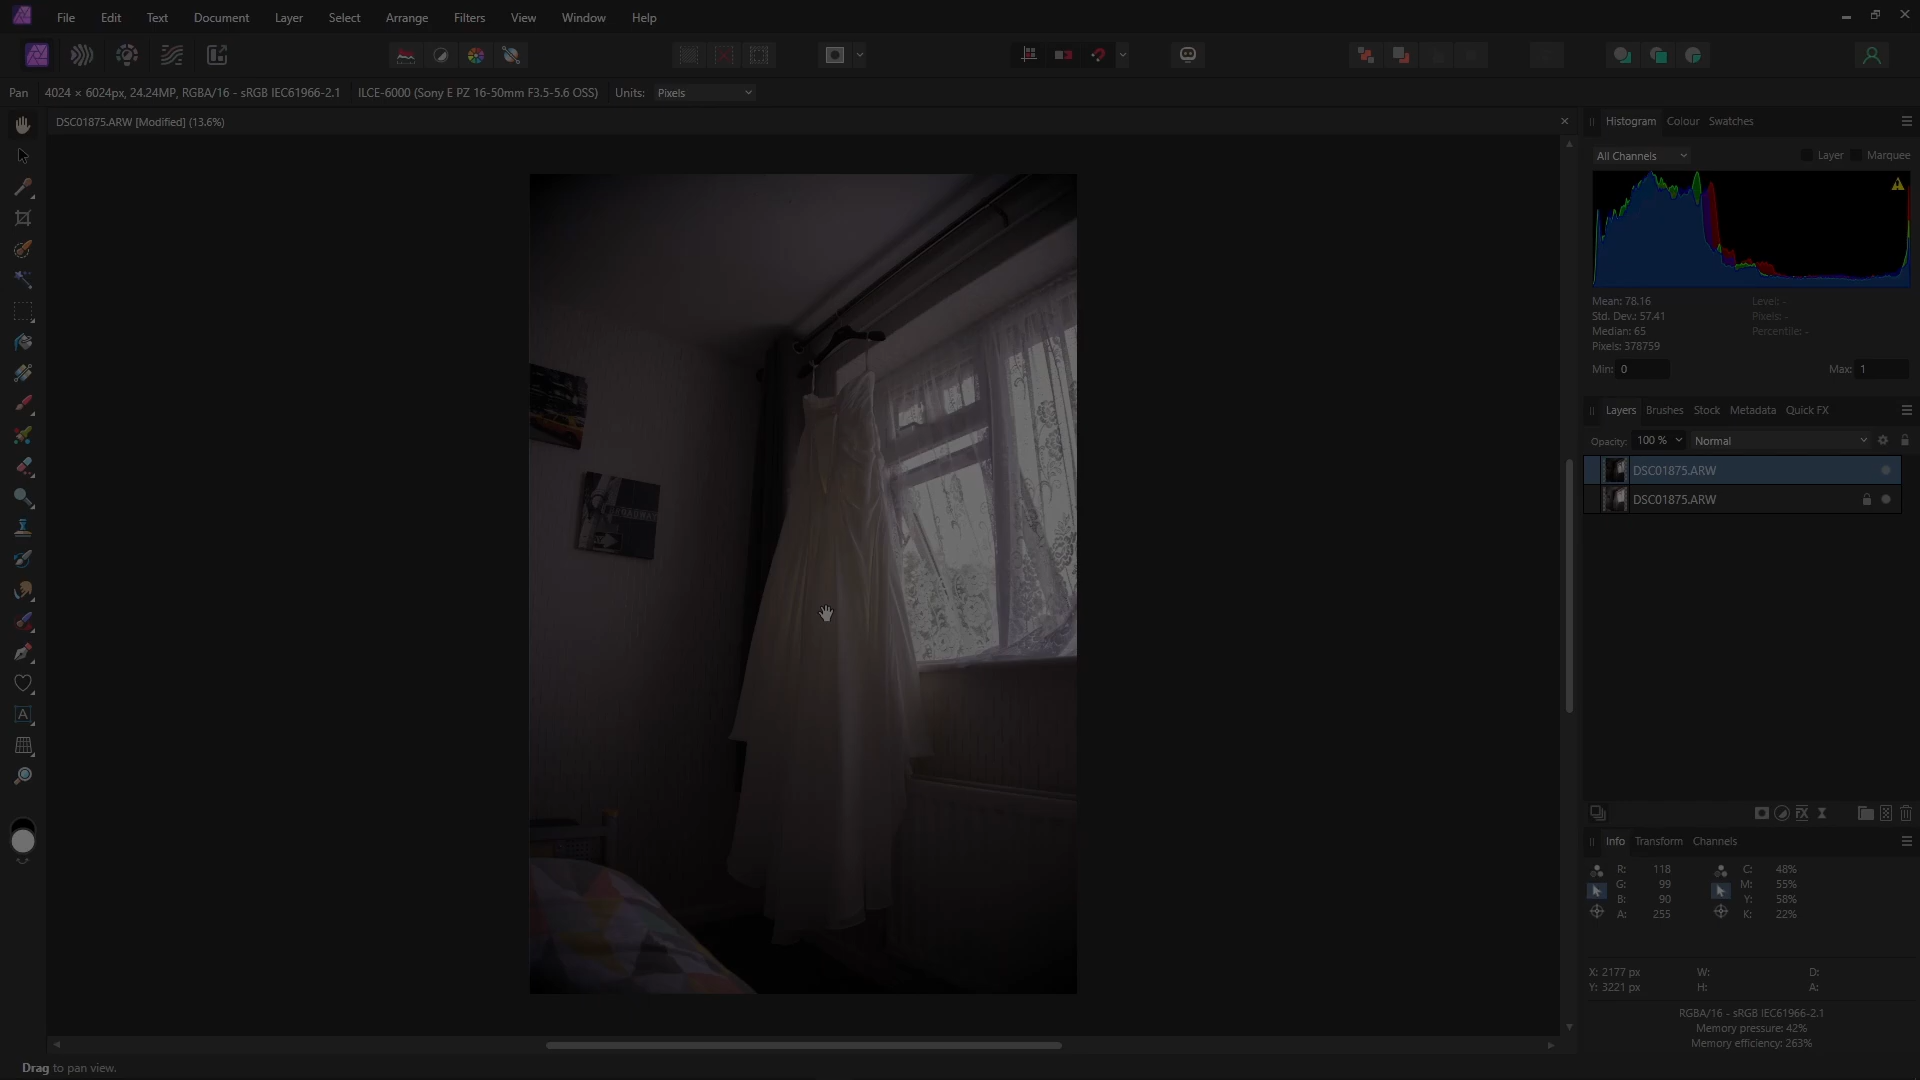 File Edit Text Document Layer Select Arrange Filters View Window Help
Pan 4024 × 6024px, 24.24MP, RGBA/16 - sRGB IEC61966-2.1 ILCE-6000 (Sony E PZ 16-50mm F3.5-5.6 OSS) Units: Pixels
DSC01875.ARW [Modified] (13.6%)
Histogram Colour Swatches
All Channels Layer Marquee
Mean: 78.16 Level: -
Std. Dev.: 57.41 Pixels: -
Median: 65 Percentile: -
Pixels: 378759
Min: 0 Max: 1
Layers Brushes Stock Metadata Quick FX
Opacity: 100 % Normal
DSC01875.ARW
DSC01875.ARW
FX
Info Transform Channels
R: 118 C: 48%
G: 99 M: 55%
B: 90 Y: 58%
A: 255 K: 22%
X: 2177 px W: D:
Y: 3221 px H: A:
RGBA/16 - sRGB IEC61966-2.1
Memory pressure: 42%
Memory efficiency: 263%
Drag to pan view.